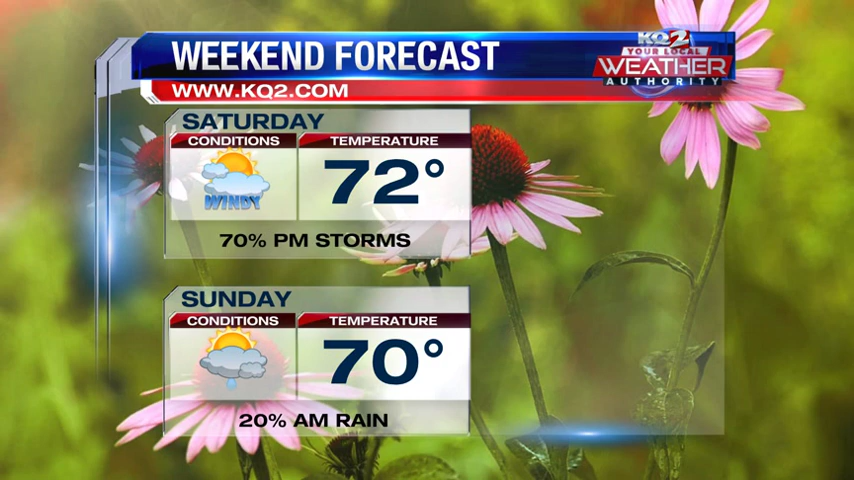 WEEKEND FORECAST
KQ2
YOUR LOCAL
WEATHER
AUTHORITY
WWW.KQ2.COM
SATURDAY
CONDITIONS TEMPERATURE
WINDY
72°
70% PM STORMS
SUNDAY
CONDITIONS TEMPERATURE
70°
20% AM RAIN